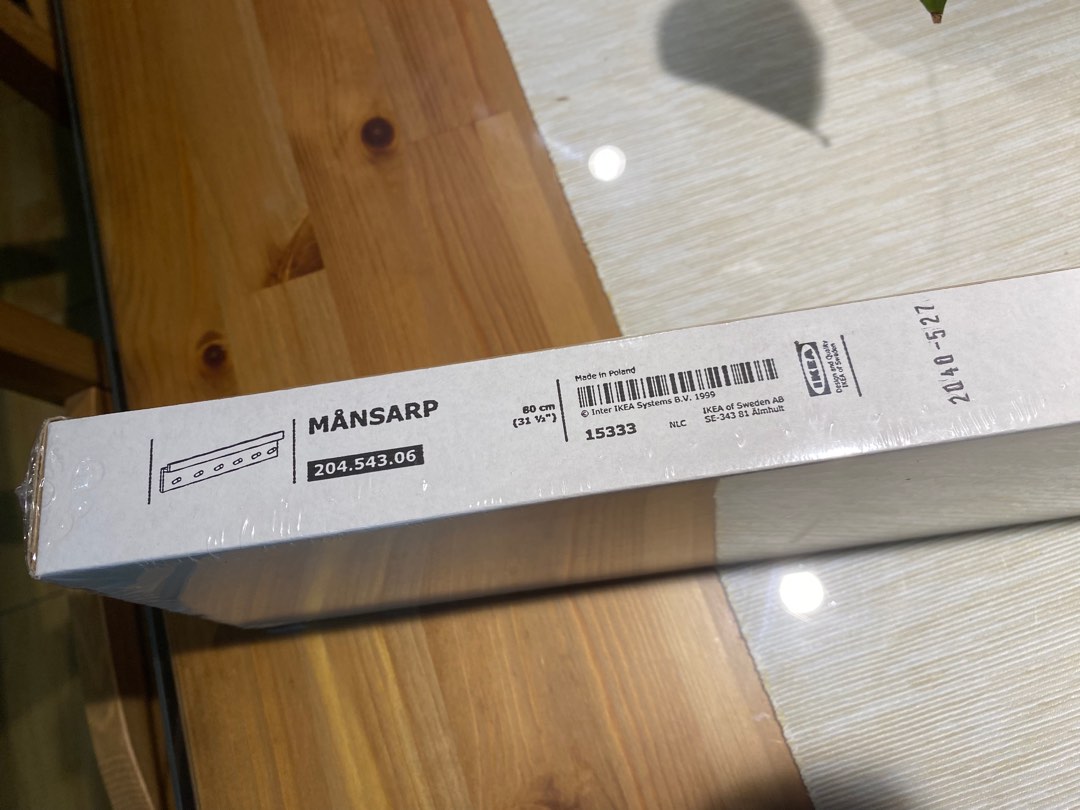 MÅNSARP
204.543.06
80 cm
(31 ½")
Made in Poland
© Inter IKEA Systems B.V. 1999
15333
NLC
IKEA of Sweden AB
SE-343 81 Älmhult
IKEA
Design and Quality
IKEA of Sweden
2040-527